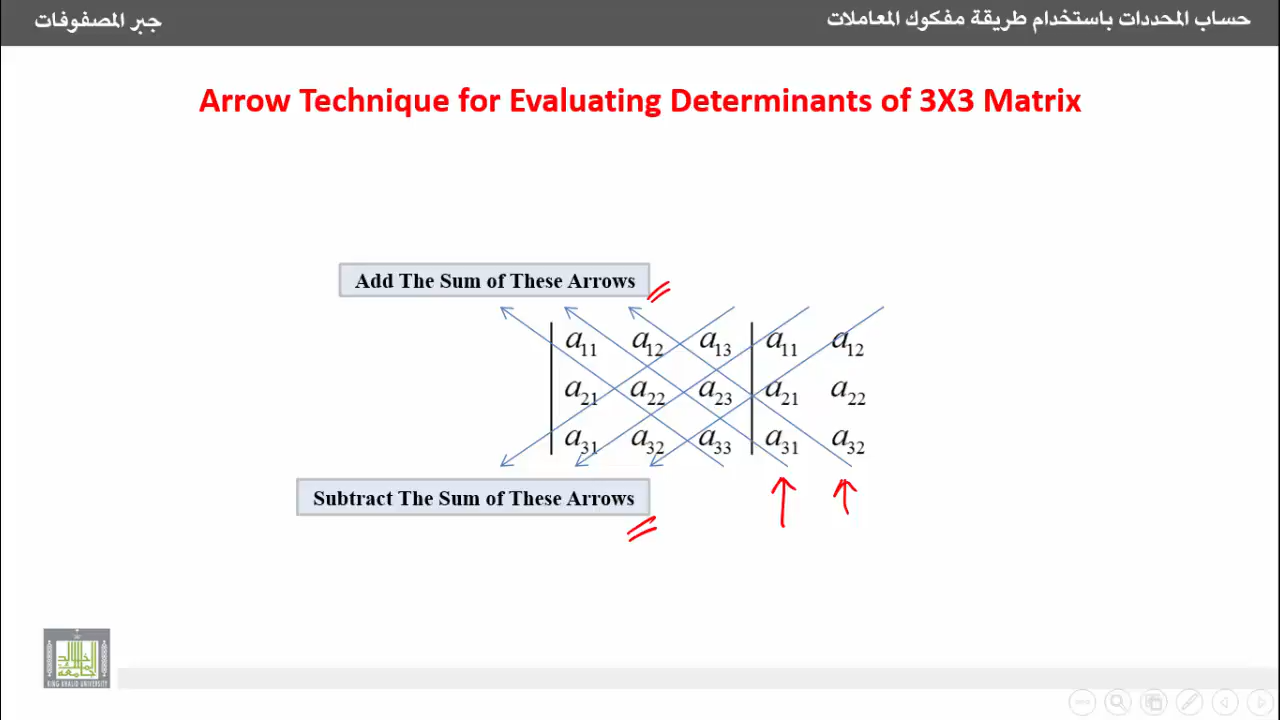 حساب المحددات باستخدام طريقة مفكوك المعاملات
جبر المصفوفات
Arrow Technique for Evaluating Determinants of 3X3 Matrix
Add The Sum of These Arrows
a11 a12 a13 a11 a12
a21 a22 a23 a21 a22
a31 a32 a33 a31 a32
Subtract The Sum of These Arrows
KING KHALID UNIVERSITY